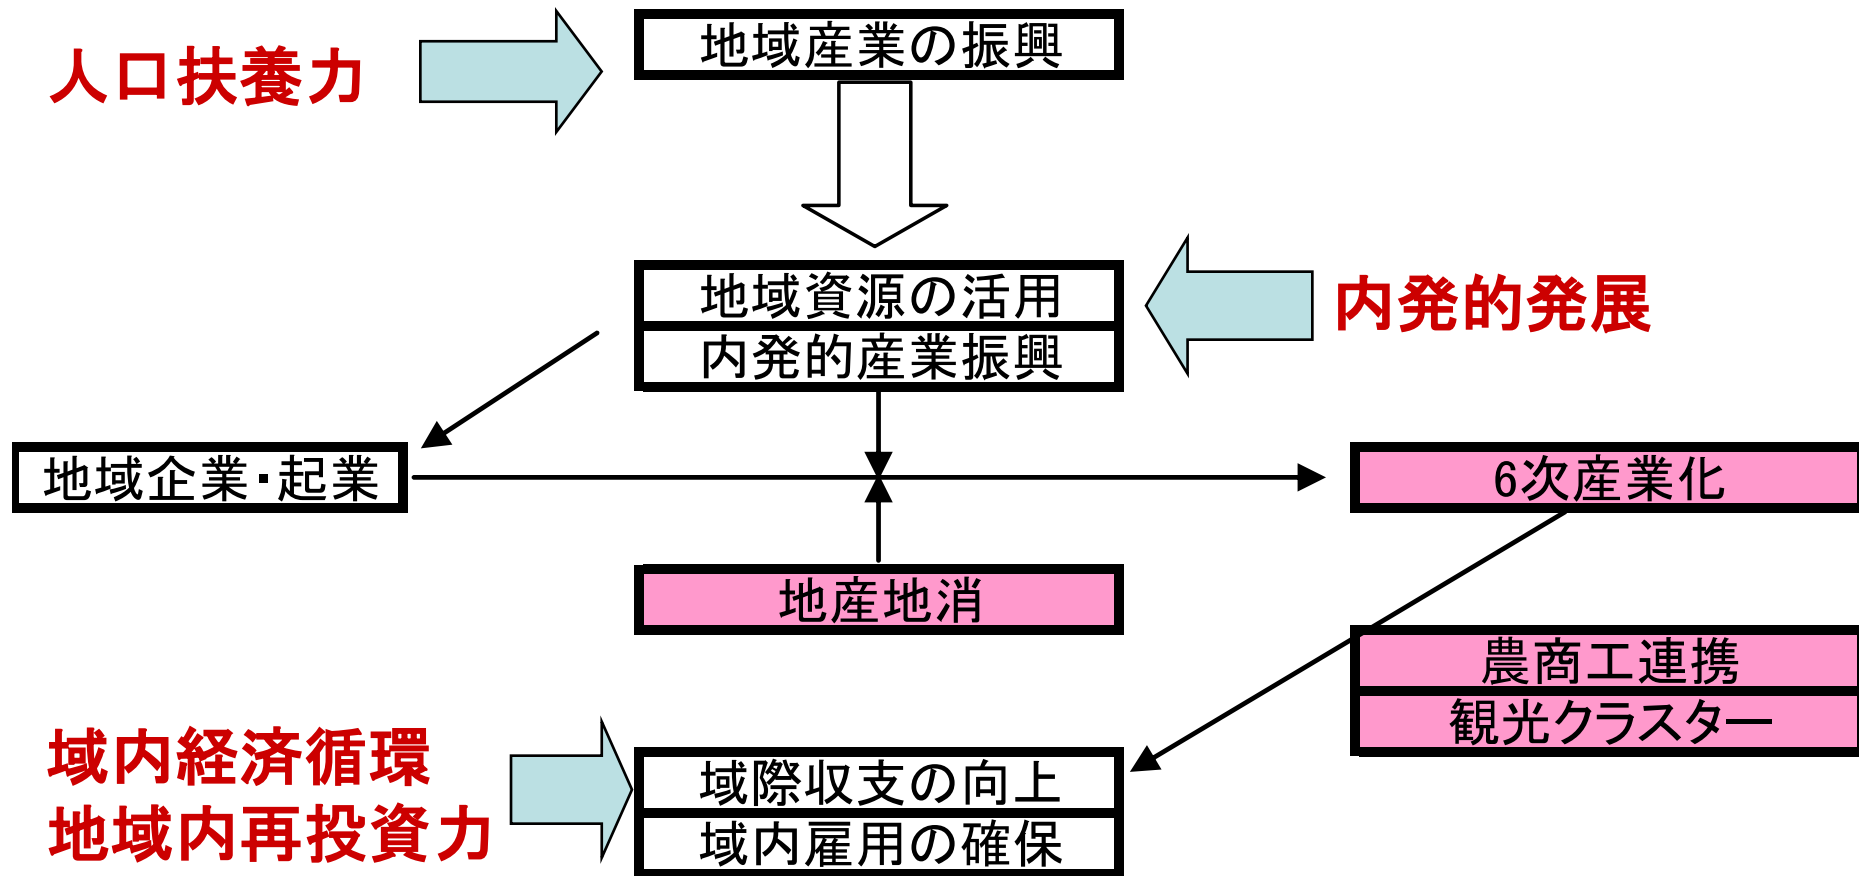 人口扶養力
地域産業の振興
地域資源の活用
内発的産業振興
内発的発展
地域企業・起業
6次産業化
地産地消
農商工連携
観光クラスター
域内経済循環
地域内再投資力
域際収支の向上
域内雇用の確保